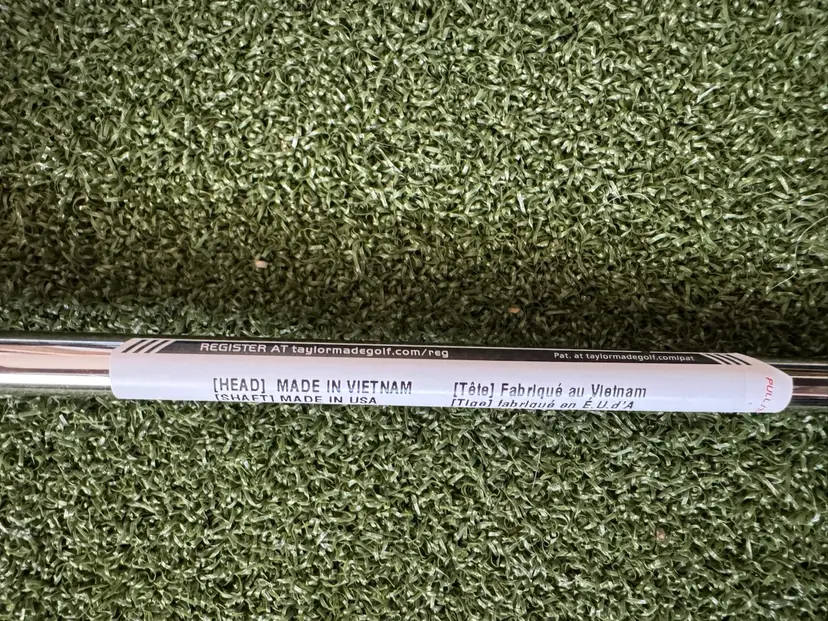 REGISTER AT taylormadegolf.com/reg
Pat. at taylormadegolf.com/pat
[HEAD] MADE IN VIETNAM
[SHAFT] MADE IN USA
[Tête] Fabriqué au Vietnam
[Tige] fabriqué en É.U.d'A
PULL